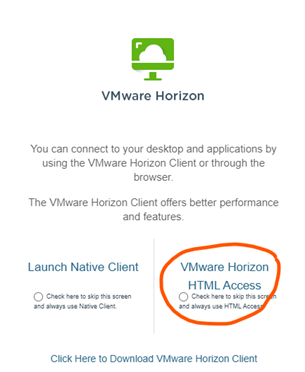 VMware Horizon
You can connect to your desktop and applications by
using the VMware Horizon Client or through the
browser.
The VMware Horizon Client offers better performance
and features.
Launch Native Client
Check here to skip this screen
and always use Native Client.
VMware Horizon
HTML Access
Check here to skip this screen
and always use HTML Access.
Click Here to Download VMware Horizon Client